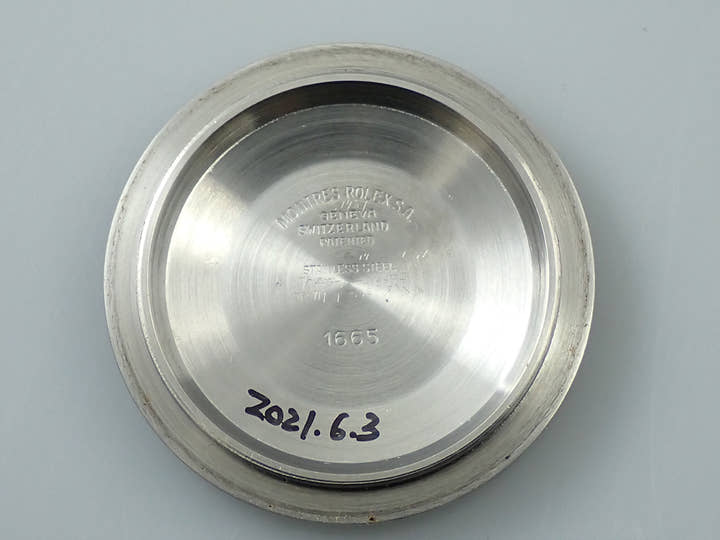 MONTRES ROLEX S.A.
GENEVA
SWITZERLAND
PATENTED
STAINLESS STEEL
1665
2021.6.3